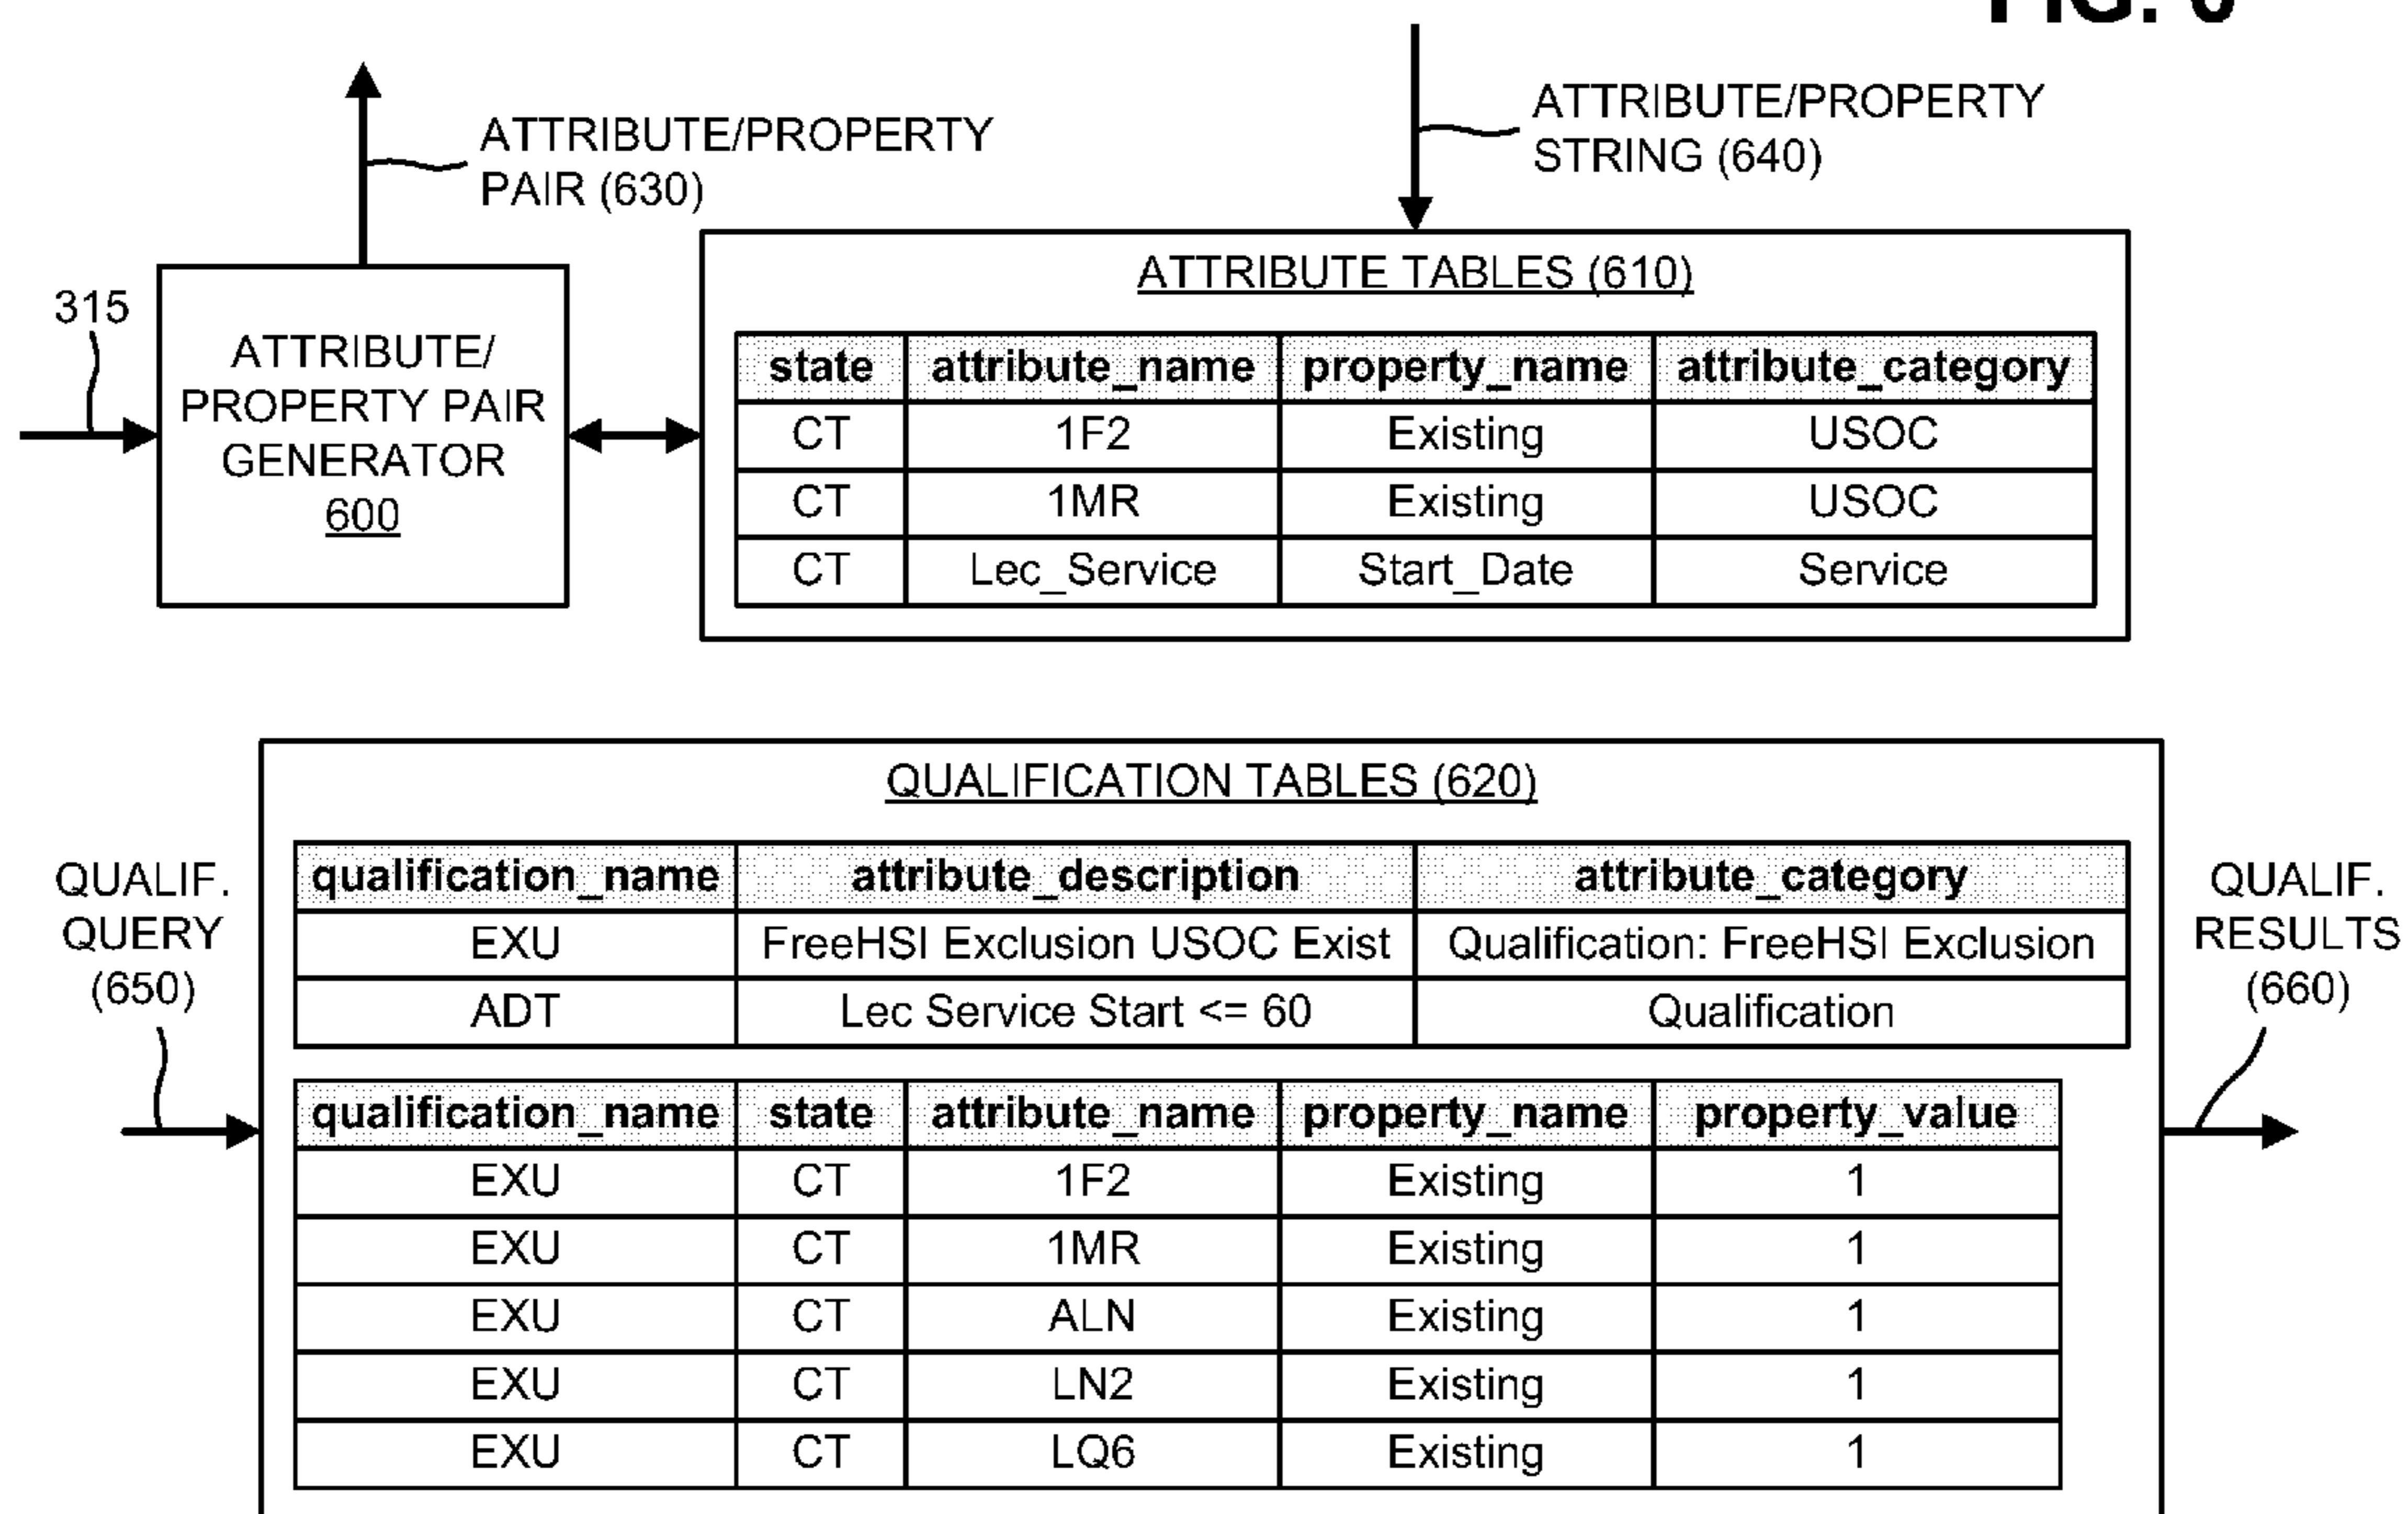 ATTRIBUTE/PROPERTY
PAIR (630)
ATTRIBUTE/PROPERTY
STRING (640)
315
ATTRIBUTE/
PROPERTY PAIR
GENERATOR
600
ATTRIBUTE TABLES (610)
state attribute_name property_name attribute_category
CT 1F2 Existing USOC
CT 1MR Existing USOC
CT Lec_Service Start_Date Service
QUALIFICATION TABLES (620)
QUALIF.
QUERY
(650)
qualification_name attribute_description attribute_category
EXU FreeHSI Exclusion USOC Exist Qualification: FreeHSI Exclusion
ADT Lec Service Start <= 60 Qualification
QUALIF.
RESULTS
(660)
qualification_name state attribute_name property_name property_value
EXU CT 1F2 Existing 1
EXU CT 1MR Existing 1
EXU CT ALN Existing 1
EXU CT LN2 Existing 1
EXU CT LQ6 Existing 1